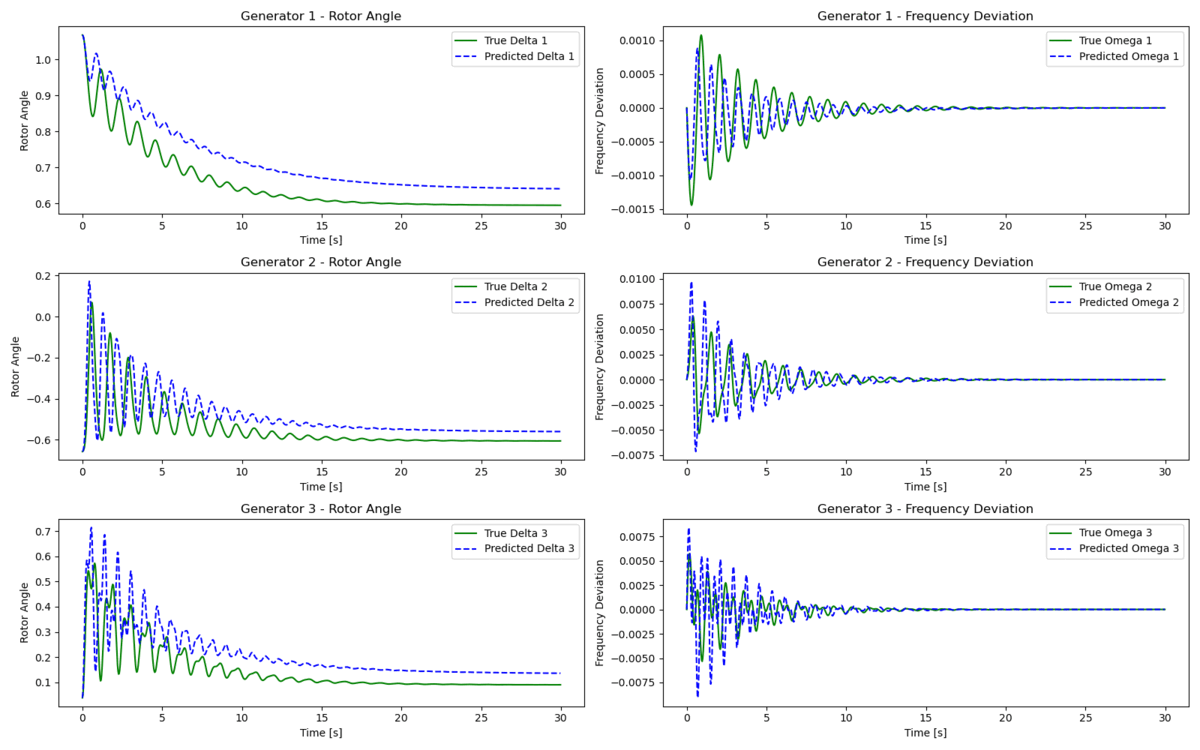 Generator 1 - Rotor Angle
True Delta 1
Predicted Delta 1
Rotor Angle
1.0
0.9
0.8
0.7
0.6
0 5 10 15 20 25 30
Time [s]
Generator 1 - Frequency Deviation
True Omega 1
Predicted Omega 1
Frequency Deviation
0.0010
0.0005
0.0000
−0.0005
−0.0010
−0.0015
0 5 10 15 20 25 30
Time [s]
Generator 2 - Rotor Angle
True Delta 2
Predicted Delta 2
Rotor Angle
0.2
0.0
−0.2
−0.4
−0.6
0 5 10 15 20 25 30
Time [s]
Generator 2 - Frequency Deviation
True Omega 2
Predicted Omega 2
Frequency Deviation
0.0100
0.0075
0.0050
0.0025
0.0000
−0.0025
−0.0050
−0.0075
0 5 10 15 20 25 30
Time [s]
Generator 3 - Rotor Angle
True Delta 3
Predicted Delta 3
Rotor Angle
0.7
0.6
0.5
0.4
0.3
0.2
0.1
0 5 10 15 20 25 30
Time [s]
Generator 3 - Frequency Deviation
True Omega 3
Predicted Omega 3
Frequency Deviation
0.0075
0.0050
0.0025
0.0000
−0.0025
−0.0050
−0.0075
0 5 10 15 20 25 30
Time [s]